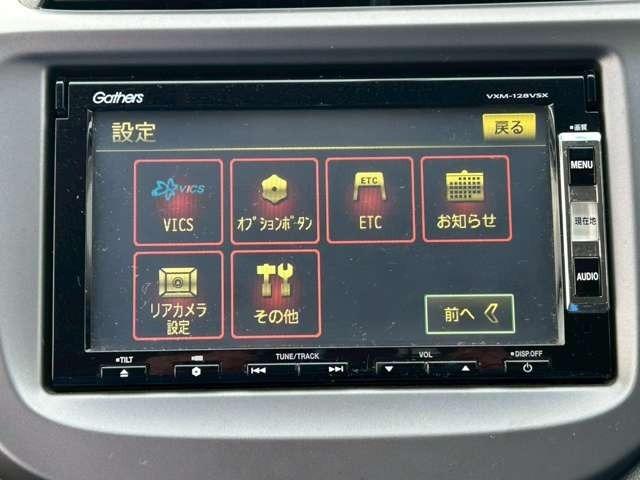 Gathers
VXM-128VSX
設定
戻る
■画質
MENU
現在地
AUDIO
VICS
VICS
オプションボタン
ETC
ETC
お知らせ
リアカメラ
設定
その他
前へ
■TILT
TUNE/TRACK
VOL
■DISP.OFF